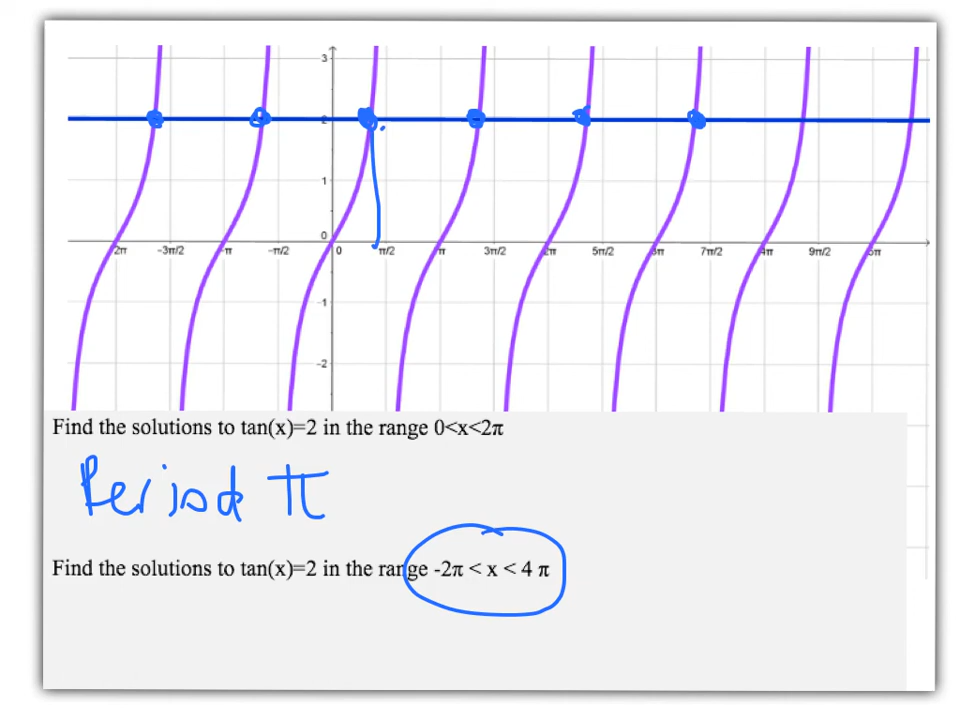 3
2
1
0
-2π -3π/2 -π -π/2 0 π/2 π 3π/2 2π 5π/2 3π 7π/2 4π 9π/2 5π
-1
-2
Find the solutions to tan(x)=2 in the range 0<x<2π
Period π
Find the solutions to tan(x)=2 in the range -2π < x < 4 π